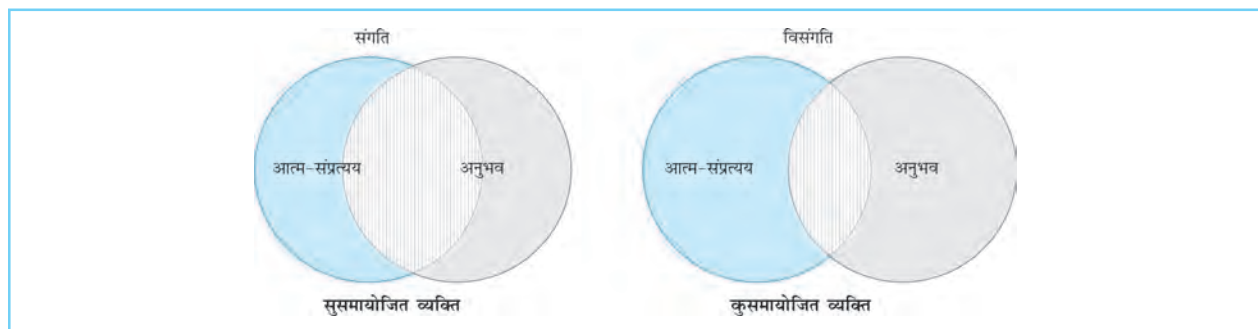 संगति
आत्म-संप्रत्यय
अनुभव
सुसमायोजित व्यक्ति
विसंगति
आत्म-संप्रत्यय
अनुभव
कुसमायोजित व्यक्ति